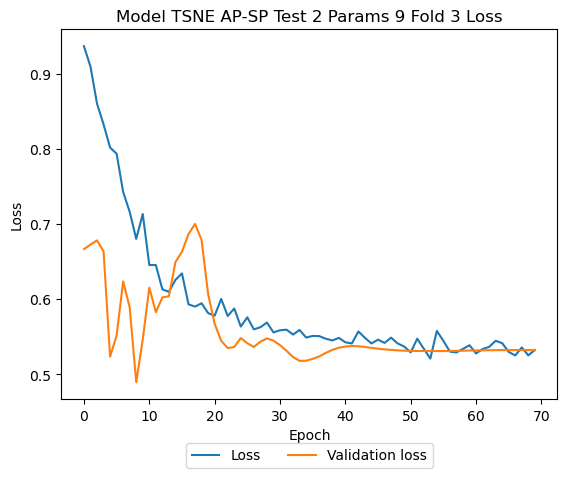 Model TSNE AP-SP Test 2 Params 9 Fold 3 Loss
0.9
0.8
0.7
0.6
0.5
Loss
0 10 20 30 40 50 60 70
Epoch
Loss Validation loss